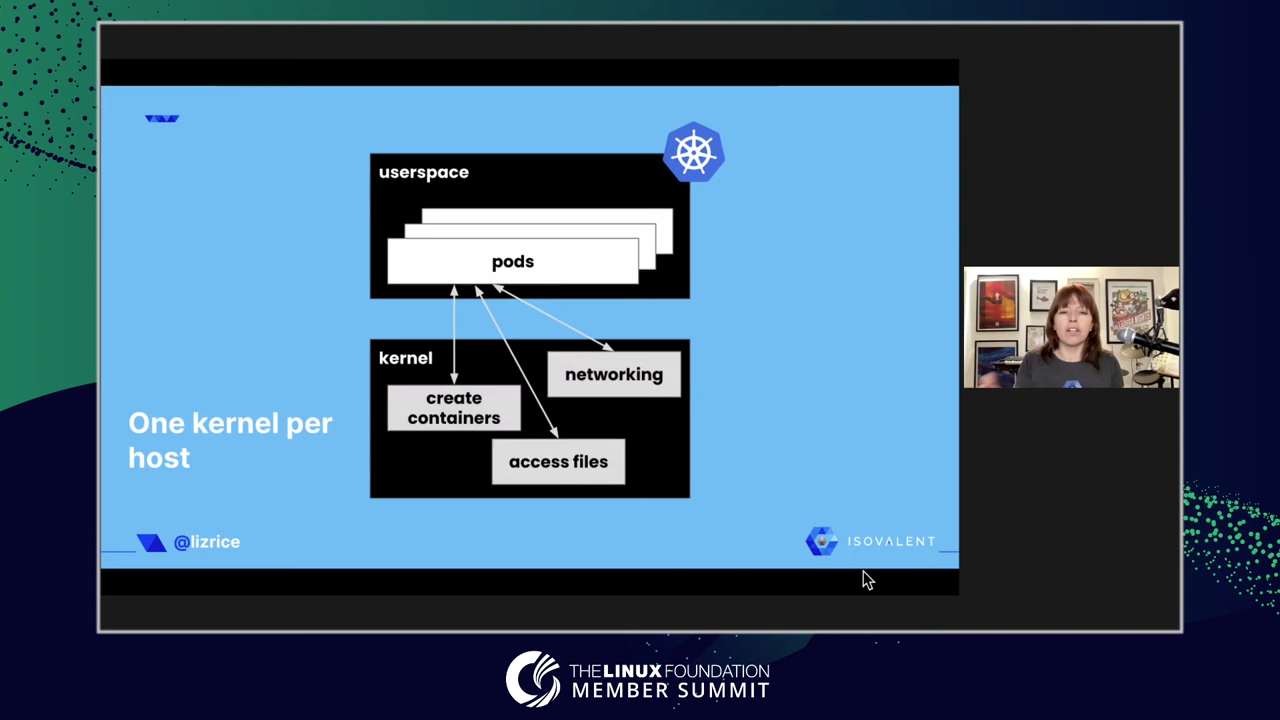 userspace
pods
kernel
networking
create
containers
access files
One kernel per
host
@lizrice
ISOVALENT
THE LINUX FOUNDATION
MEMBER SUMMIT